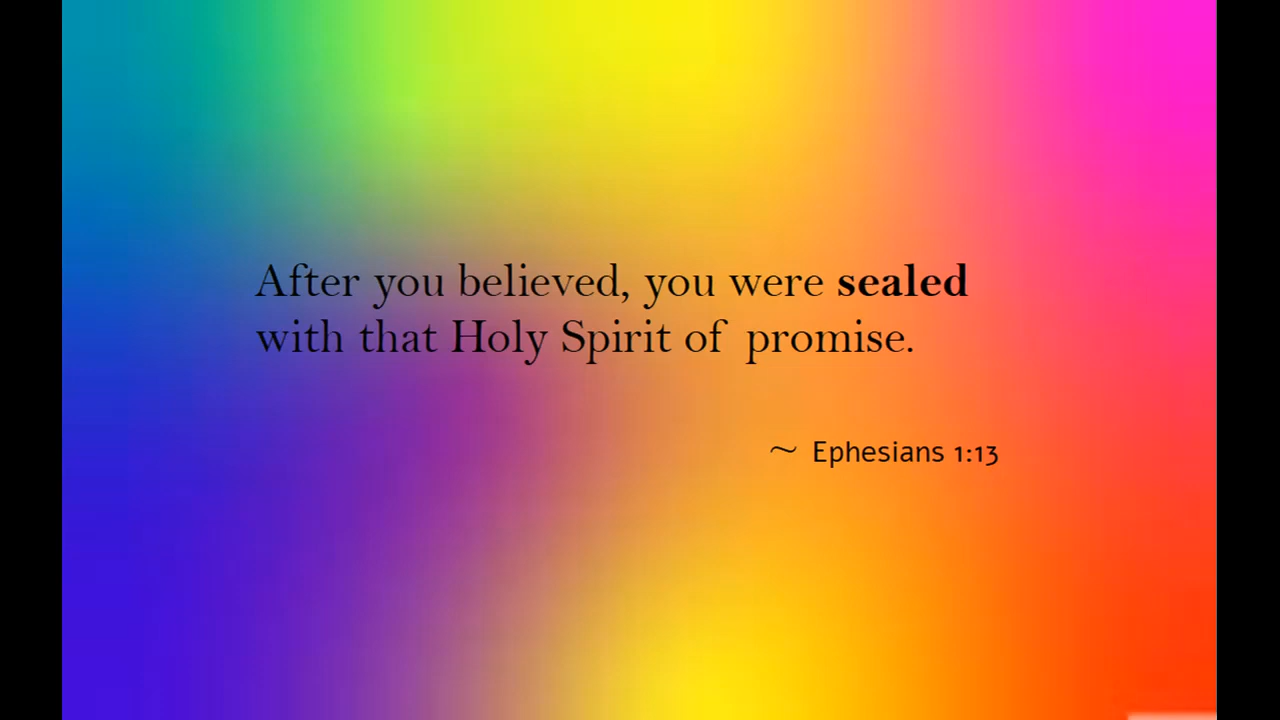 After you believed, you were sealed
with that Holy Spirit of promise.
~ Ephesians 1:13